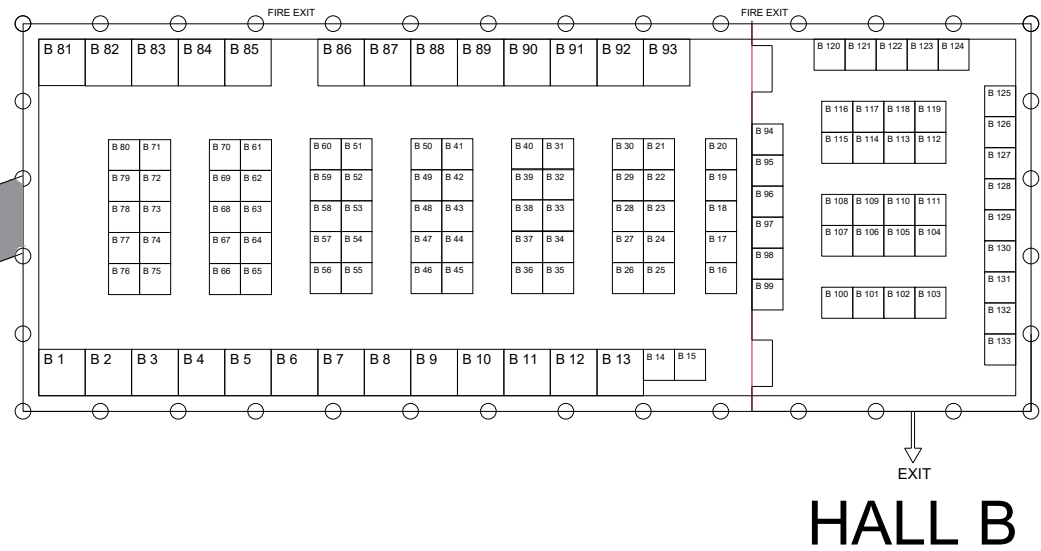 FIRE EXIT FIRE EXIT
B 81 B 82 B 83 B 84 B 85 B 86 B 87 B 88 B 89 B 90 B 91 B 92 B 93
B 120 B 121 B 122 B 123 B 124
B 125
B 116 B 117 B 118 B 119
B 126
B 94
B 115 B 114 B 113 B 112
B 80 B 71 B 70 B 61 B 60 B 51 B 50 B 41 B 40 B 31 B 30 B 21 B 20
B 127
B 95
B 79 B 72 B 69 B 62 B 59 B 52 B 49 B 42 B 39 B 32 B 29 B 22 B 19
B 128
B 96
B 108 B 109 B 110 B 111
B 78 B 73 B 68 B 63 B 58 B 53 B 48 B 43 B 38 B 33 B 28 B 23 B 18
B 129
B 97
B 107 B 106 B 105 B 104
B 77 B 74 B 67 B 64 B 57 B 54 B 47 B 44 B 37 B 34 B 27 B 24 B 17
B 130
B 98
B 76 B 75 B 66 B 65 B 56 B 55 B 46 B 45 B 36 B 35 B 26 B 25 B 16
B 131
B 99
B 100 B 101 B 102 B 103
B 132
B 133
B 1 B 2 B 3 B 4 B 5 B 6 B 7 B 8 B 9 B 10 B 11 B 12 B 13 B 14 B 15
EXIT
HALL B